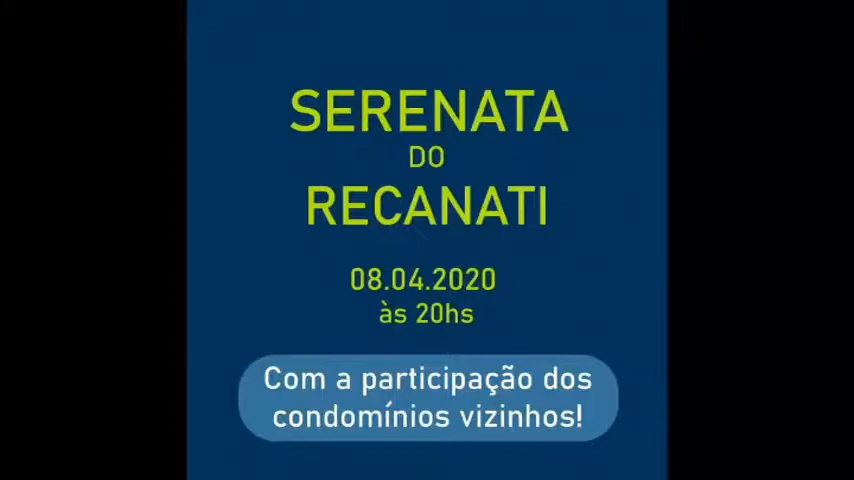 SERENATA
DO
RECANATI
08.04.2020
às 20hs
Com a participação dos
condomínios vizinhos!